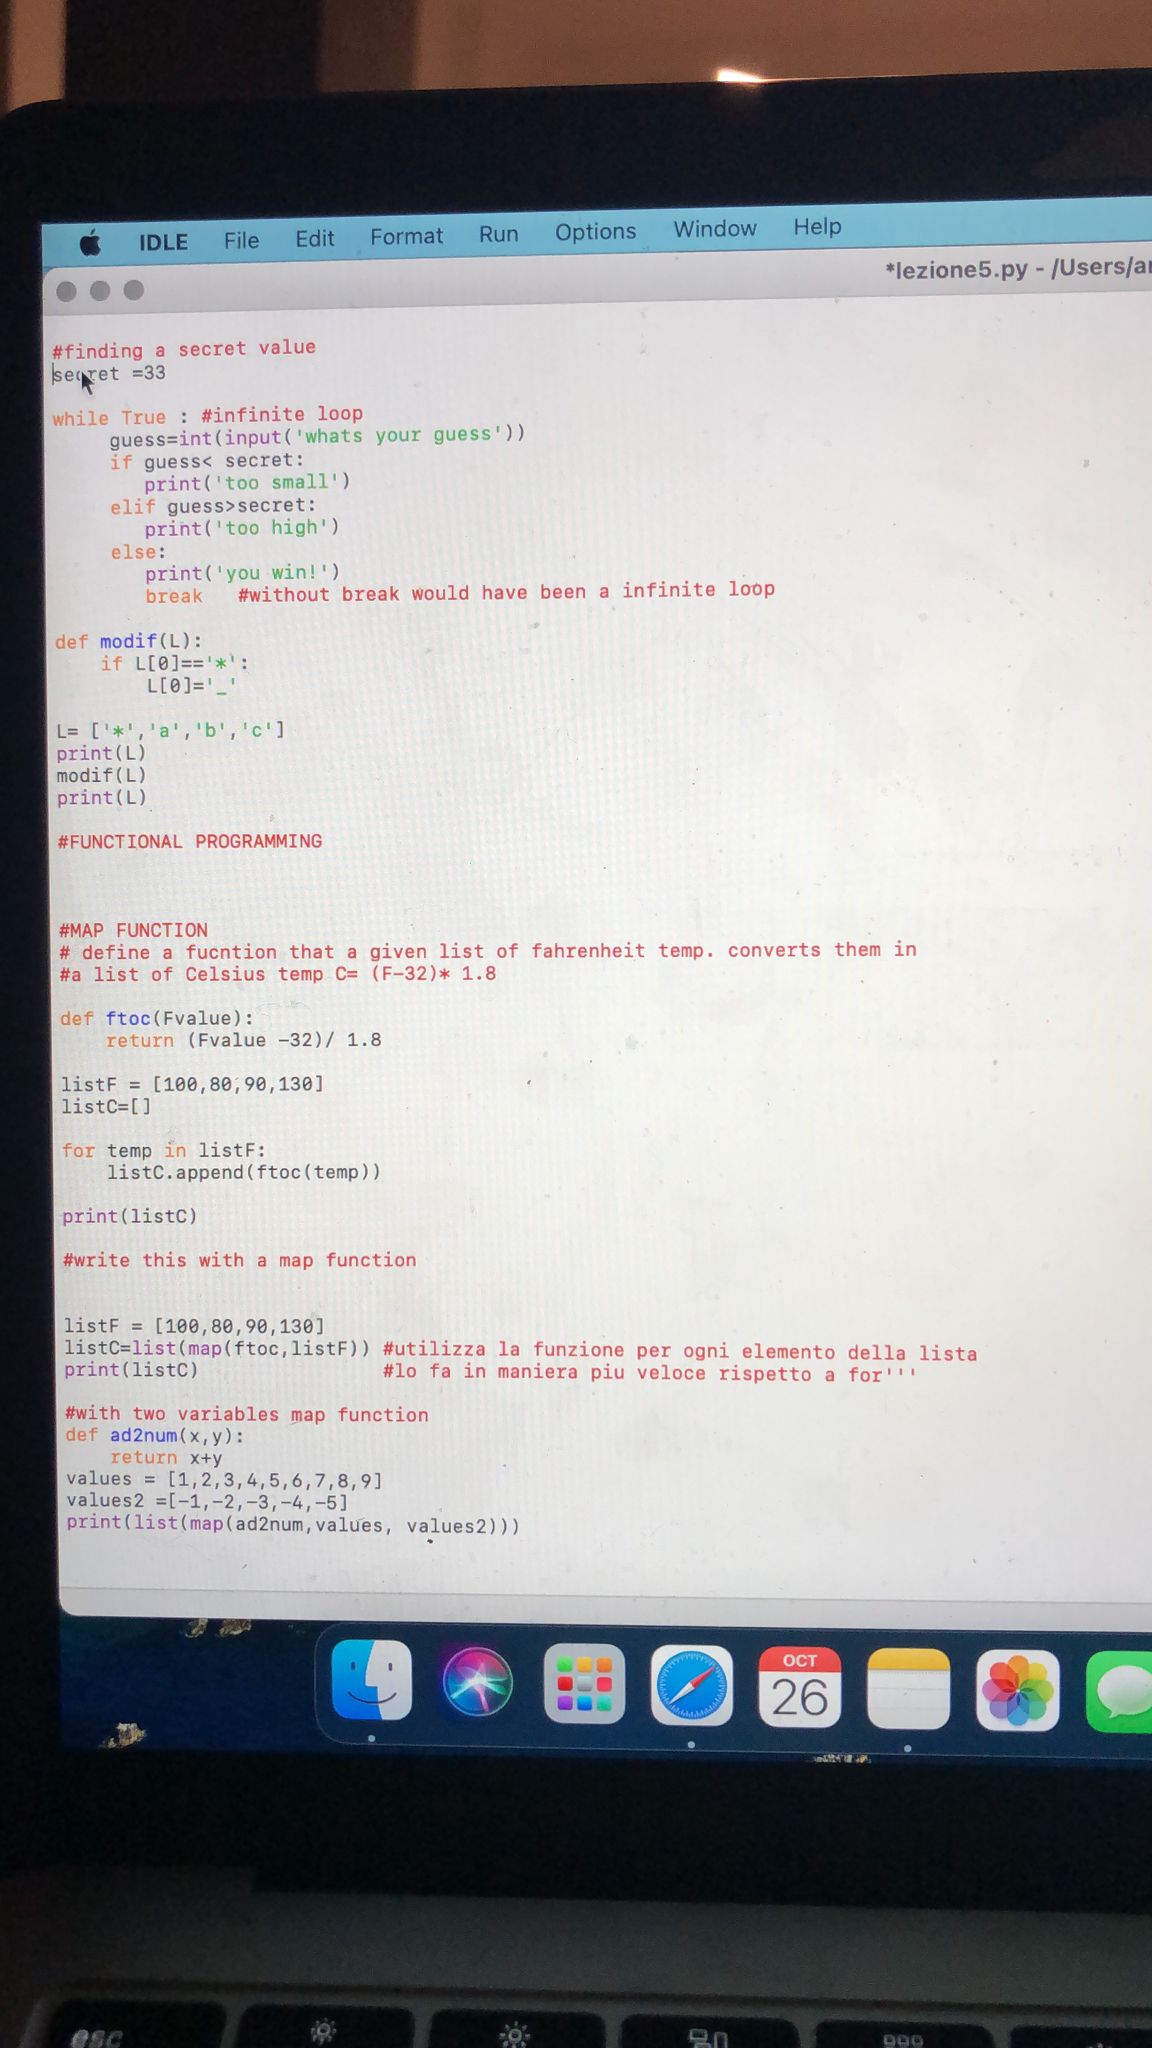 IDLE File Edit Format Run Options Window Help
*lezione5.py - /Users/
#finding a secret value
secret =33
while True : #infinite loop
guess=int(input('whats your guess'))
if guess< secret:
print('too small')
elif guess>secret:
print('too high')
else:
print('you win!')
break #without break would have been a infinite loop
def modif(L):
if L[0]=='*':
L[0]='_'
L= ['*','a','b','c']
print(L)
modif(L)
print(L)
#FUNCTIONAL PROGRAMMING
#MAP FUNCTION
# define a fucntion that a given list of fahrenheit temp. converts them in
#a list of Celsius temp C= (F-32)* 1.8
def ftoc(Fvalue):
return (Fvalue -32)/ 1.8
listF = [100,80,90,130]
listC=[]
for temp in listF:
listC.append(ftoc(temp))
print(listC)
#write this with a map function
listF = [100,80,90,130]
listC=list(map(ftoc,listF)) #utilizza la funzione per ogni elemento della lista
print(listC) #lo fa in maniera piu veloce rispetto a for'''
#with two variables map function
def ad2num(x,y):
return x+y
values = [1,2,3,4,5,6,7,8,9]
values2 =[-1,-2,-3,-4,-5]
print(list(map(ad2num,values, values2)))
OCT
26
esc